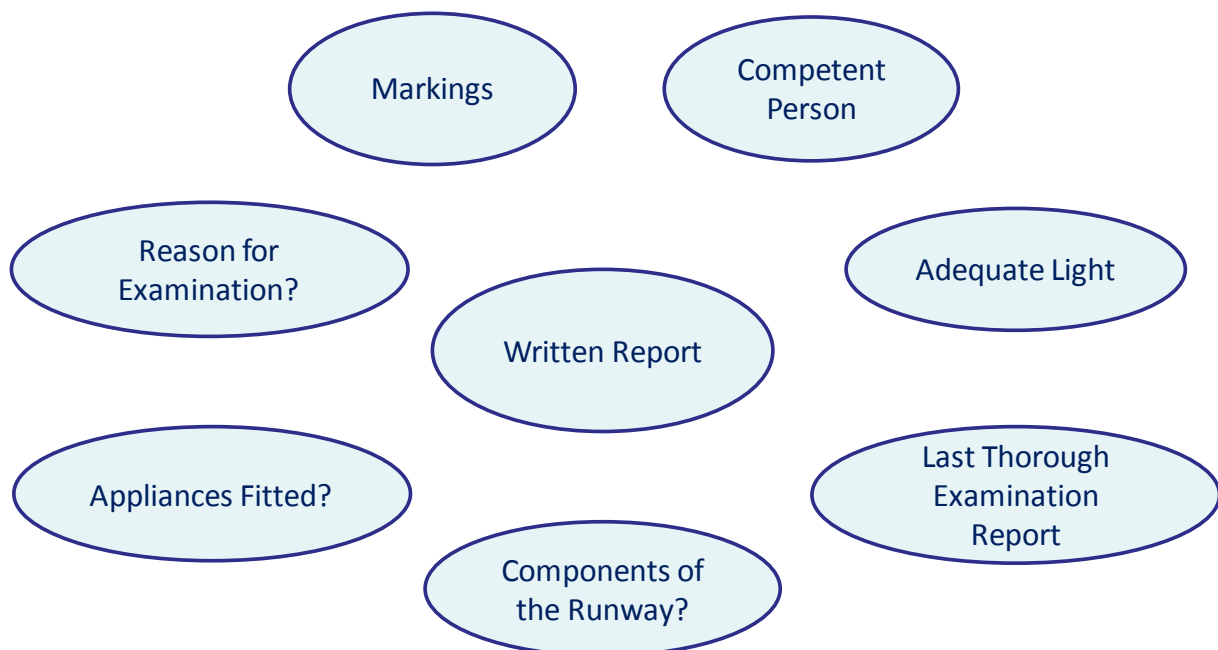 Markings
Competent
Person
Reason for
Examination?
Adequate Light
Written Report
Appliances Fitted?
Last Thorough
Examination
Report
Components of
the Runway?